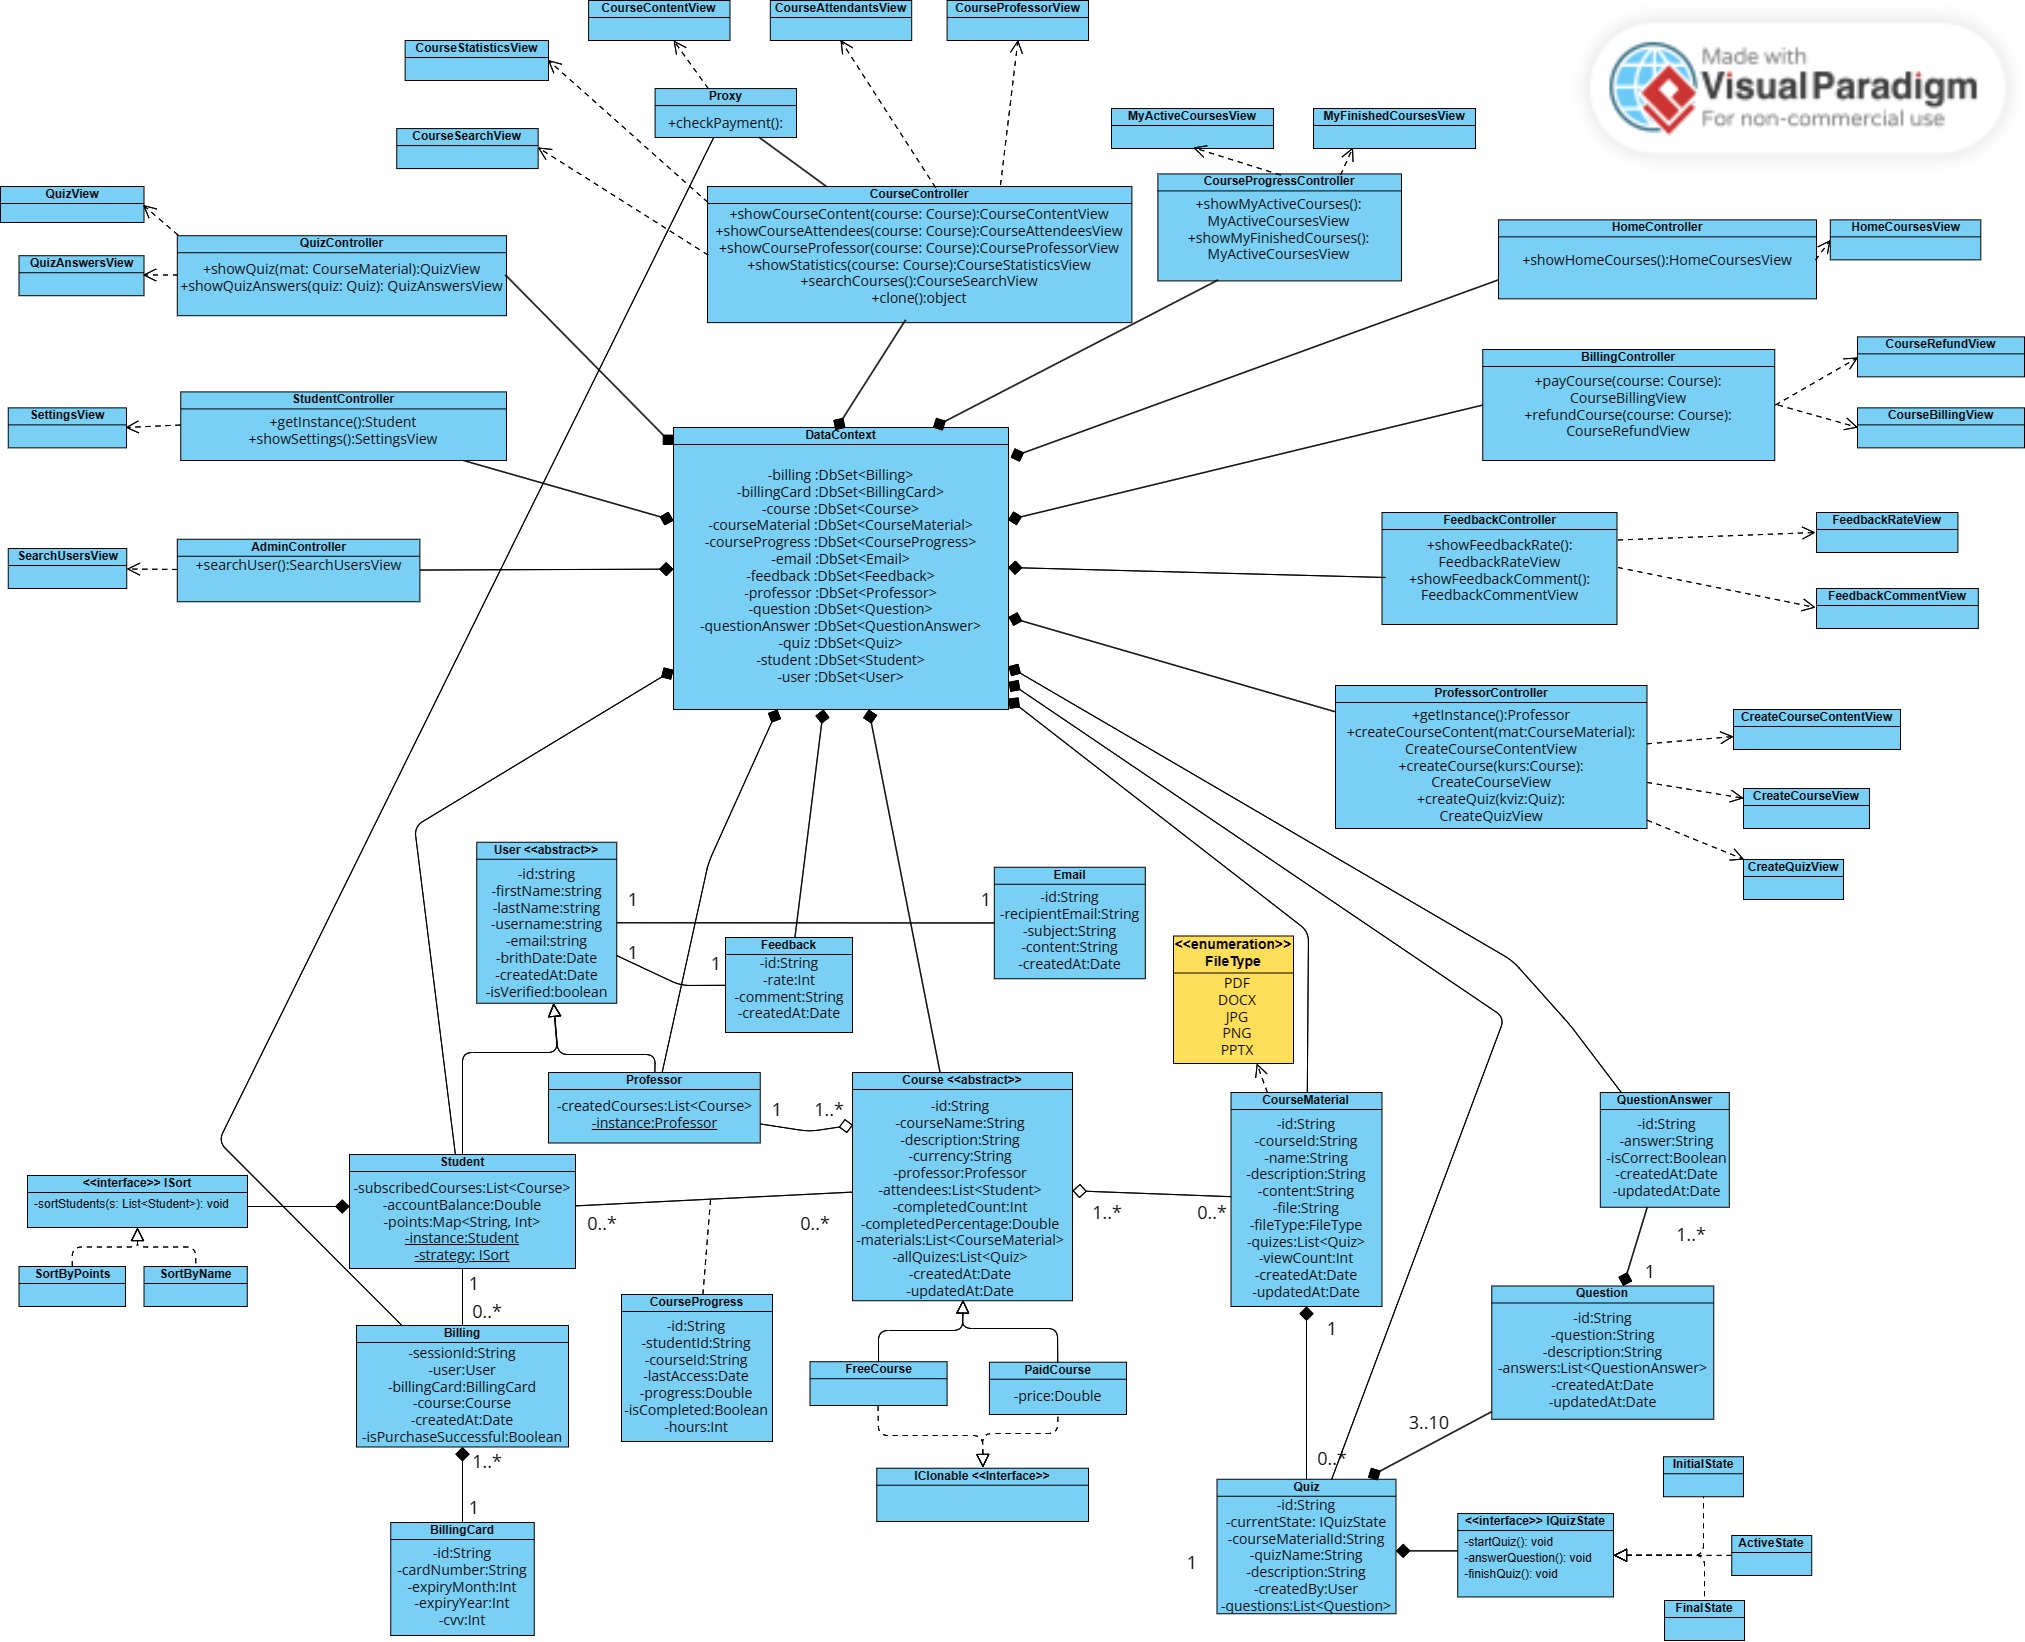 CourseContentView
CourseAttendantsView
CourseProfessorView
CourseStatisticsView
Made with
Visual Paradigm
For non-commercial use
Proxy
+checkPayment():
CourseSearchView
MyActiveCoursesView
MyFinishedCoursesView
QuizView
QuizAnswersView
QuizController
+showQuiz(mat: CourseMaterial):QuizView
+showQuizAnswers(quiz: Quiz): QuizAnswersView
CourseController
+showCourseContent(course: Course):CourseContentView
+showCourseAttendees(course: Course):CourseAttendeesView
+showCourseProfessor(course: Course):CourseProfessorView
+showStatistics(course: Course):CourseStatisticsView
+searchCourses():CourseSearchView
+clone():object
CourseProgressController
+showMyActiveCourses():
MyActiveCoursesView
+showMyFinishedCourses():
MyActiveCoursesView
HomeController
+showHomeCourses():HomeCoursesView
HomeCoursesView
BillingController
+payCourse(course: Course):
CourseBillingView
+refundCourse(course: Course):
CourseRefundView
CourseRefundView
CourseBillingView
SettingsView
StudentController
+getInstance():Student
+showSettings():SettingsView
SearchUsersView
AdminController
+searchUser():SearchUsersView
DataContext
-billing :DbSet<Billing>
-billingCard :DbSet<BillingCard>
-course :DbSet<Course>
-courseMaterial :DbSet<CourseMaterial>
-courseProgress :DbSet<CourseProgress>
-email :DbSet<Email>
-feedback :DbSet<Feedback>
-professor :DbSet<Professor>
-question :DbSet<Question>
-questionAnswer :DbSet<QuestionAnswer>
-quiz :DbSet<Quiz>
-student :DbSet<Student>
-user :DbSet<User>
FeedbackController
+showFeedbackRate():
FeedbackRateView
+showFeedbackComment():
FeedbackCommentView
FeedbackRateView
FeedbackCommentView
ProfessorController
+getInstance():Professor
+createCourseContent(mat:CourseMaterial):
CreateCourseContentView
+createCourse(kurs:Course):
CreateCourseView
+createQuiz(kviz:Quiz):
CreateQuizView
CreateCourseContentView
CreateCourseView
CreateQuizView
User <<abstract>>
-id:string
-firstName:string
-lastName:string
-username:string
-email:string
-brithDate:Date
-createdAt:Date
-isVerified:boolean
1
1
1
1
Email
-id:String
-recipientEmail:String
-subject:String
-content:String
-createdAt:Date
Feedback
-id:String
-rate:Int
-comment:String
-createdAt:Date
<<enumeration>>
FileType
PDF
DOCX
JPG
PNG
PPTX
Professor
-createdCourses:List<Course>
-instance:Professor
1
1..*
Course <<abstract>>
-id:String
-courseName:String
-description:String
-currency:String
-professor:Professor
-attendees:List<Student>
-completedCount:Int
-completedPercentage:Double
-materials:List<CourseMaterial>
-allQuizes:List<Quiz>
-createdAt:Date
-updatedAt:Date
1..*
0..*
CourseMaterial
-id:String
-courseId:String
-name:String
-description:String
-content:String
-file:String
-fileType:FileType
-quizes:List<Quiz>
-viewCount:Int
-createdAt:Date
-updatedAt:Date
QuestionAnswer
-id:String
-answer:String
-isCorrect:Boolean
-createdAt:Date
-updatedAt:Date
1..*
1
<<interface>> ISort
-sortStudents(s: List<Student>): void
SortByPoints
SortByName
Student
-subscribedCourses:List<Course>
-accountBalance:Double
-points:Map<String, Int>
-instance:Student
-strategy: ISort
0..*
0..*
1
0..*
CourseProgress
-id:String
-studentId:String
-courseId:String
-lastAccess:Date
-progress:Double
-isCompleted:Boolean
-hours:Int
Billing
-sessionId:String
-user:User
-billingCard:BillingCard
-course:Course
-createdAt:Date
-isPurchaseSuccessful:Boolean
1..*
1
BillingCard
-id:String
-cardNumber:String
-expiryMonth:Int
-expiryYear:Int
-cvv:Int
FreeCourse
PaidCourse
-price:Double
IClonable <<Interface>>
1
0..*
Question
-id:String
-question:String
-description:String
-answers:List<QuestionAnswer>
-createdAt:Date
-updatedAt:Date
3..10
1
Quiz
-id:String
-currentState: IQuizState
-courseMaterialId:String
-quizName:String
-description:String
-createdBy:User
-questions:List<Question>
<<interface>> IQuizState
-startQuiz(): void
-answerQuestion(): void
-finishQuiz(): void
InitialState
ActiveState
FinalState